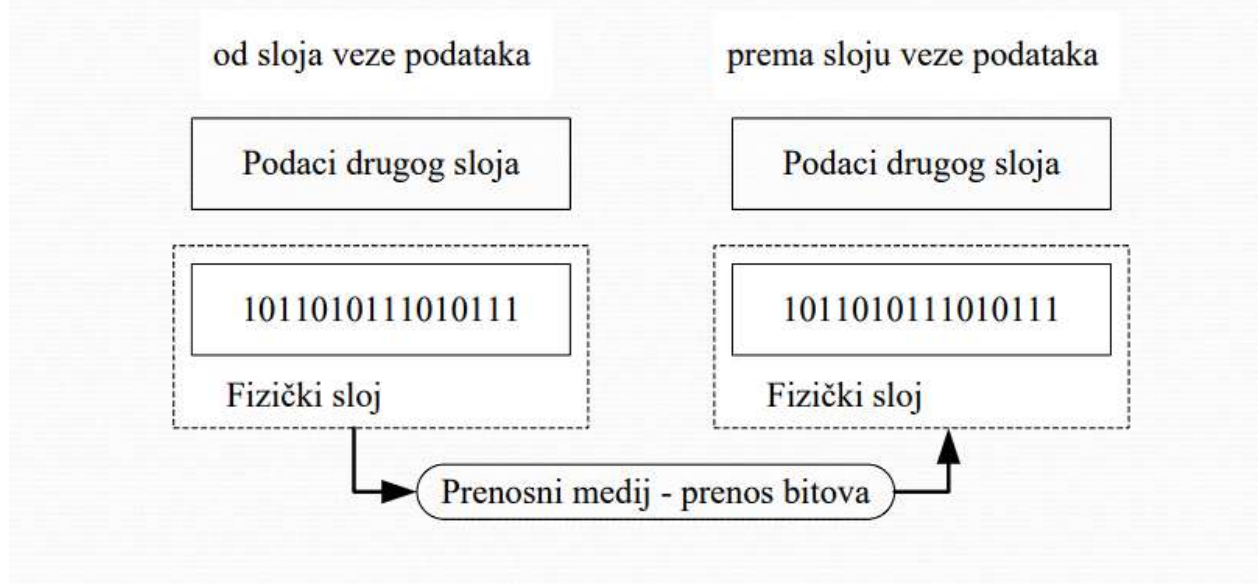 od sloja veze podataka
prema sloju veze podataka
Podaci drugog sloja
Podaci drugog sloja
1011010111010111
1011010111010111
Fizički sloj
Fizički sloj
Prenosni medij - prenos bitova